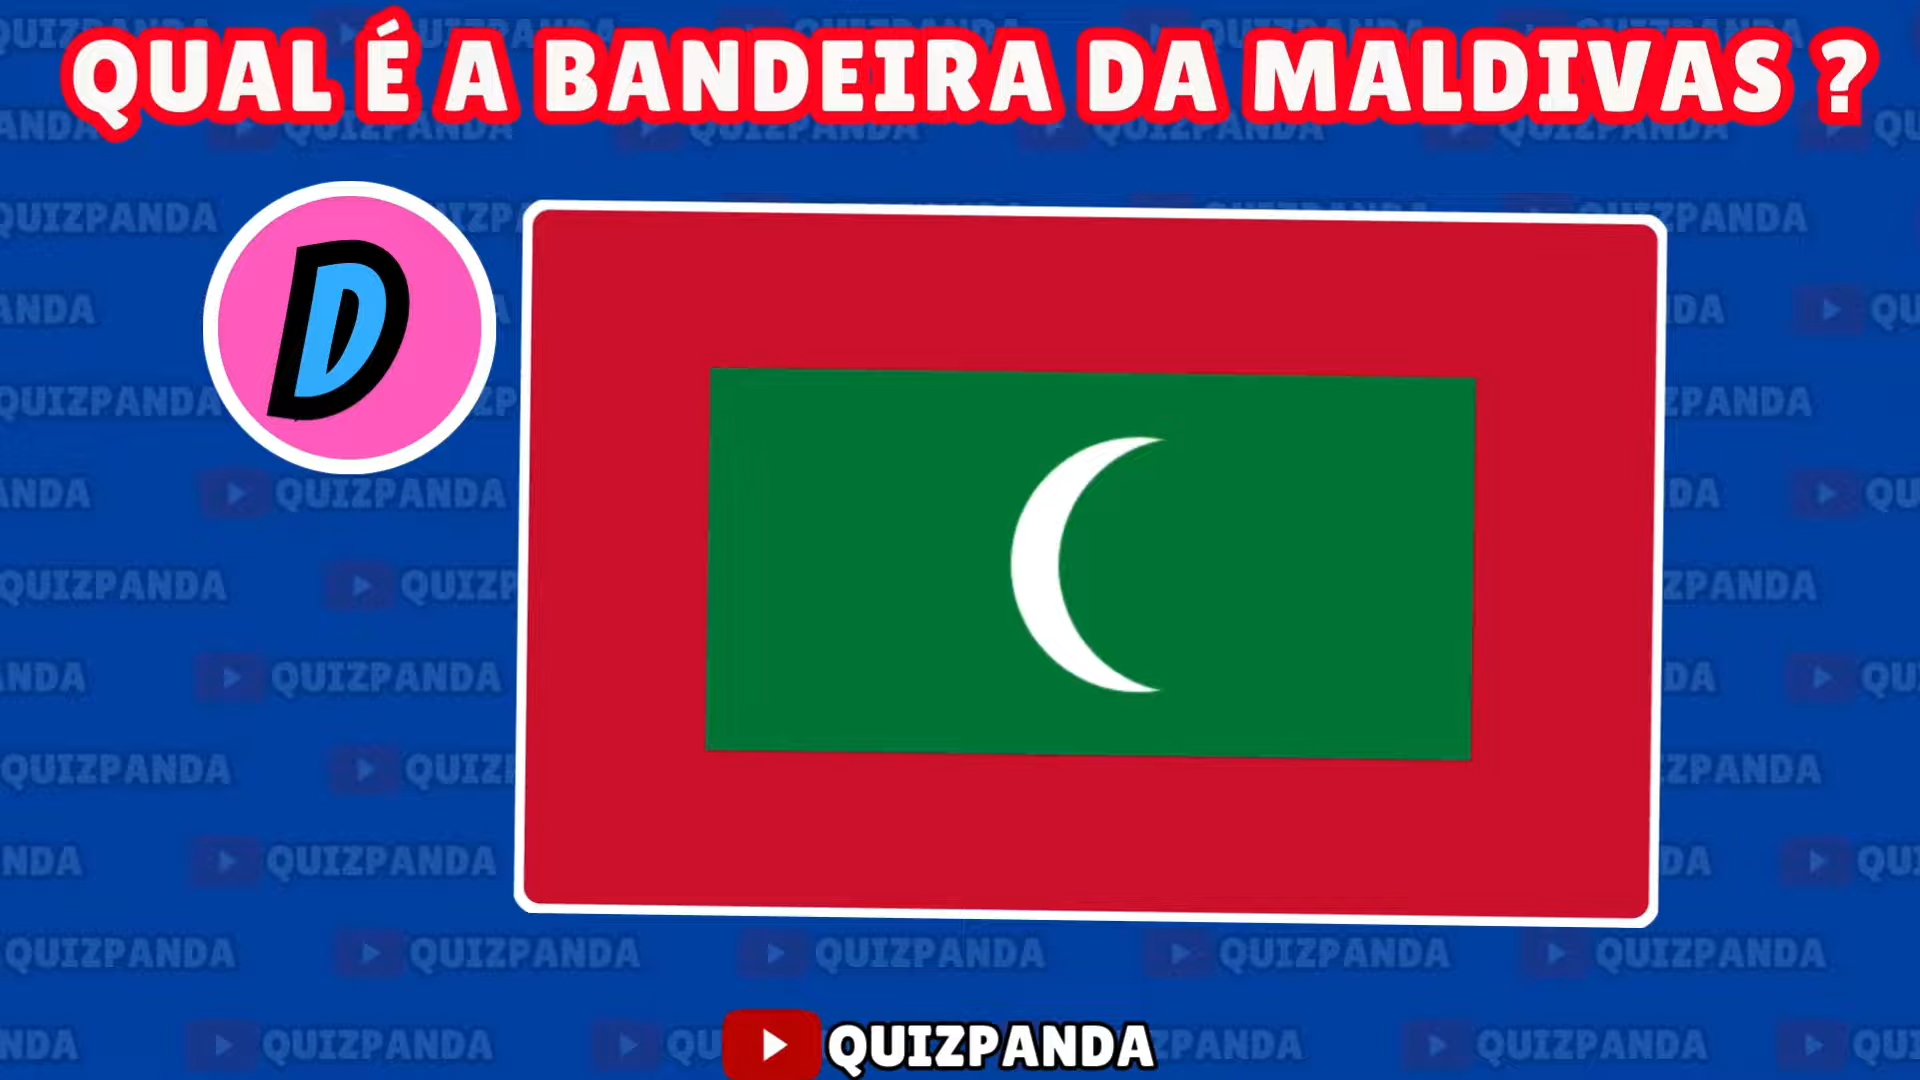 QUAL É A BANDEIRA DA MALDIVAS ?
D
QUIZPANDA